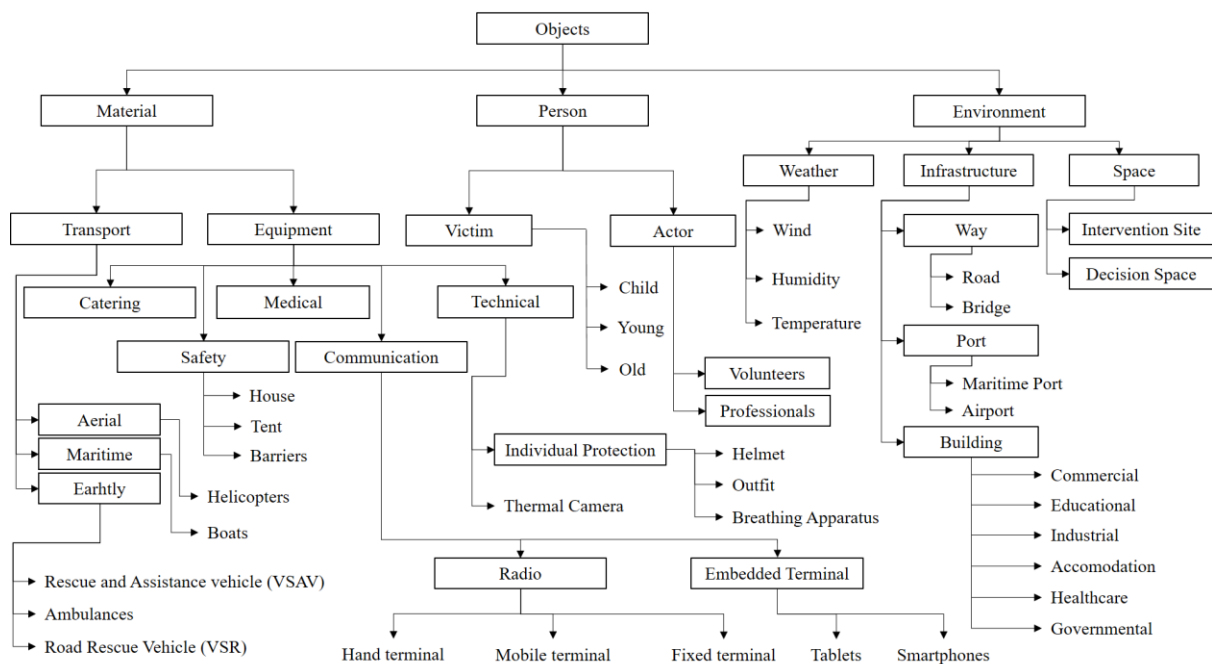 Objects
Material
Person
Environment
Weather
Infrastructure
Space
Transport
Equipment
Victim
Actor
Wind
Way
Intervention Site
Catering
Medical
Technical
Child
Humidity
Road
Decision Space
Bridge
Young
Temperature
Safety
Communication
Port
Old
Volunteers
Maritime Port
House
Professionals
Airport
Aerial
Tent
Building
Maritime
Barriers
Individual Protection
Helmet
Commercial
Earhtly
Helicopters
Outfit
Educational
Thermal Camera
Breathing Apparatus
Boats
Industrial
Radio
Embedded Terminal
Accomodation
Rescue and Assistance vehicle (VSAV)
Healthcare
Ambulances
Governmental
Road Rescue Vehicle (VSR)
Hand terminal
Mobile terminal
Fixed terminal
Tablets
Smartphones